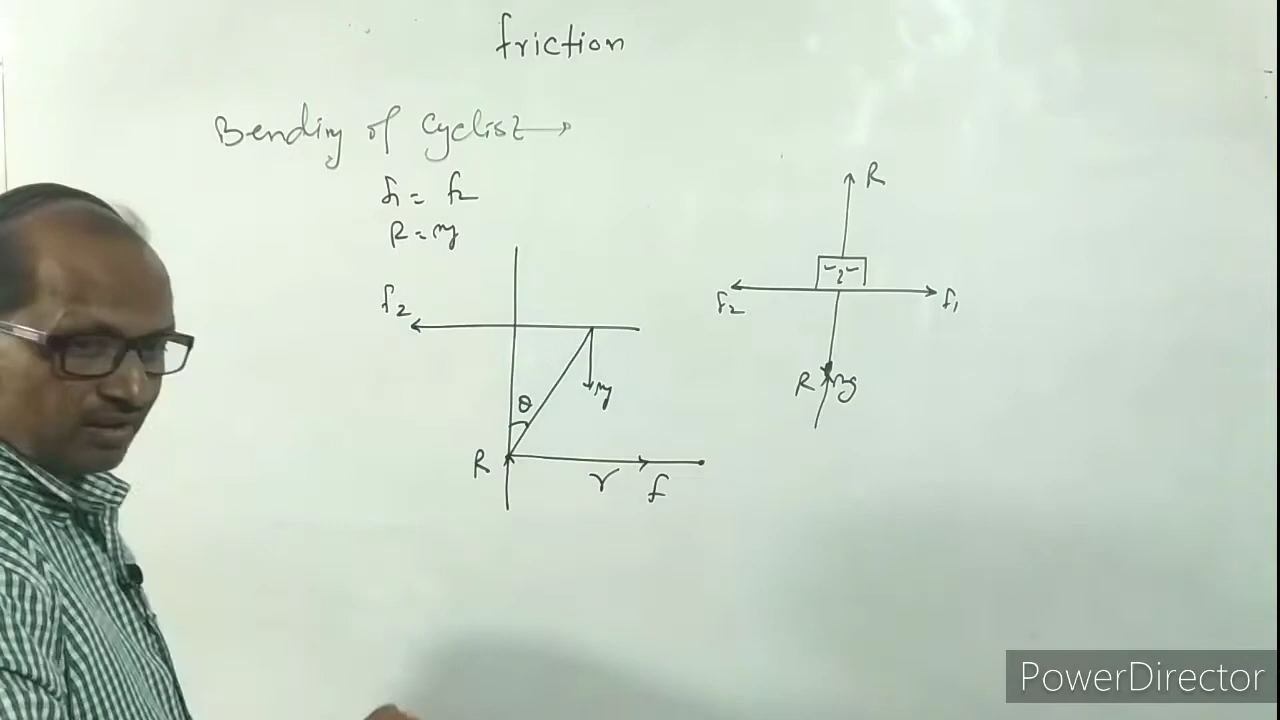 friction
Bending of Cyclist →
f1 = f2
R = mg
f2
mg
θ
R
r
f
R
f2
f1
R
mg
PowerDirector